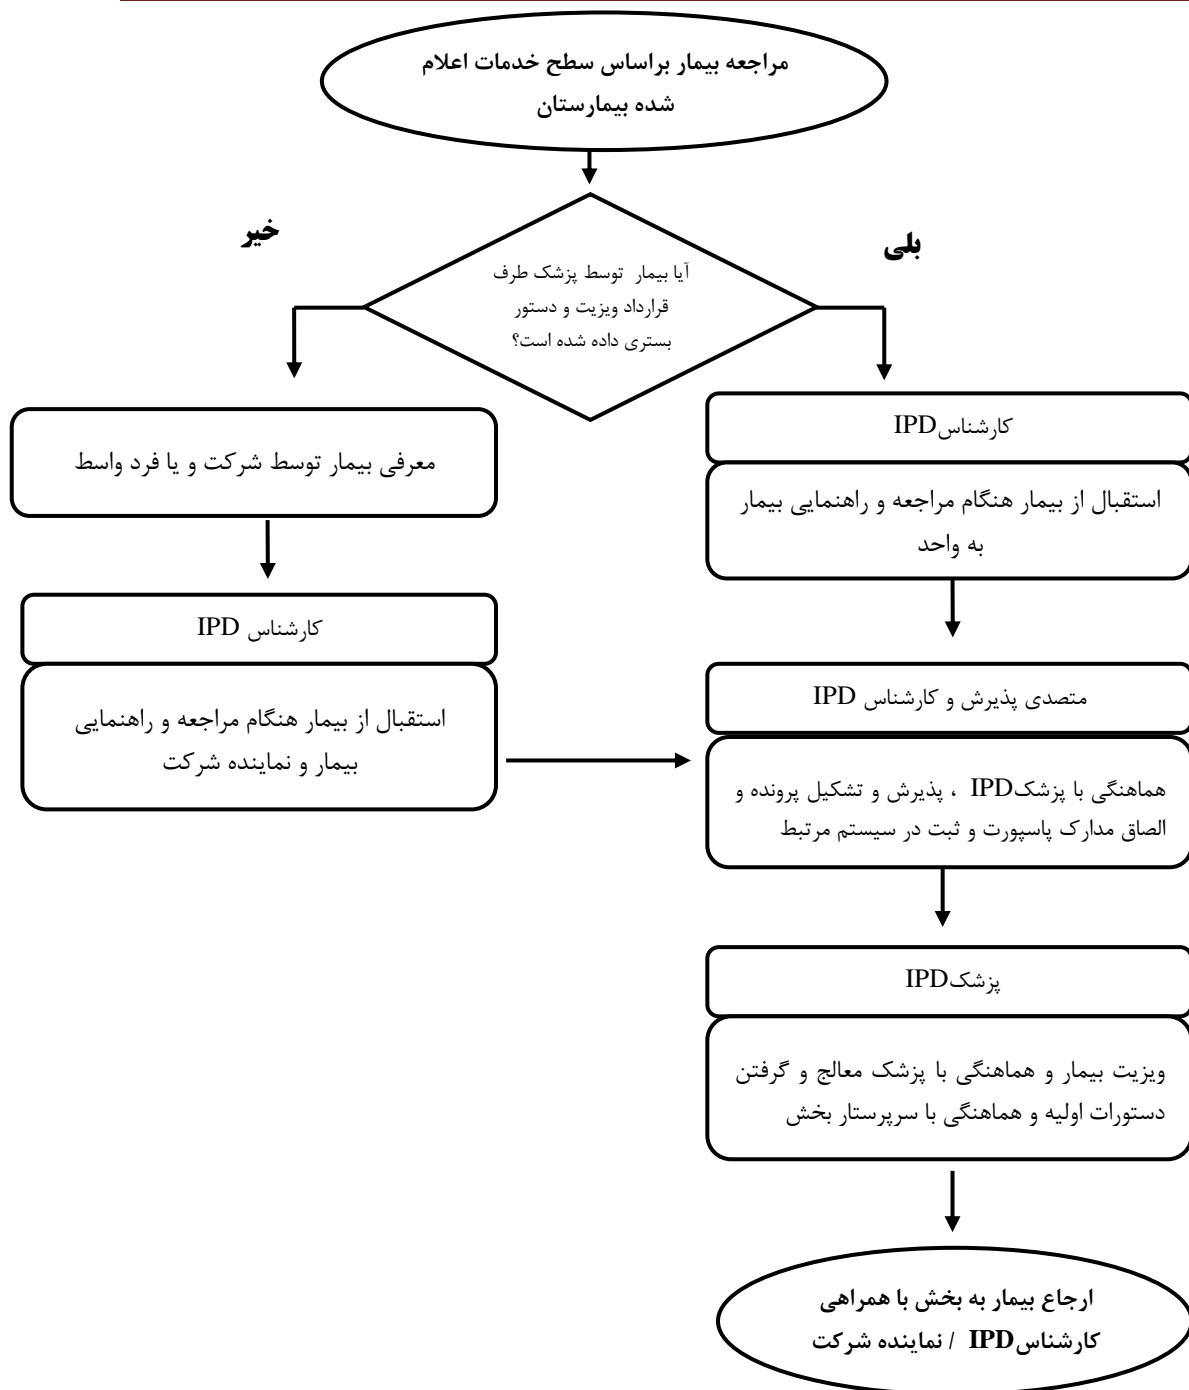 مراجعه بیمار براساس سطح خدمات اعلام
شده بیمارستان
بلی
خیر
آیا بیمار توسط پزشک طرف
قرارداد ویزیت و دستور
بستری داده شده است؟
کارشناسIPD
استقبال از بیمار هنگام مراجعه و راهنمایی بیمار
به واحد
معرفی بیمار توسط شرکت و یا فرد واسط
کارشناس IPD
استقبال از بیمار هنگام مراجعه و راهنمایی
بیمار و نماینده شرکت
متصدی پذیرش و کارشناس IPD
هماهنگی با پزشکIPD ، پذیرش و تشکیل پرونده و
الصاق مدارک پاسپورت و ثبت در سیستم مرتبط
پزشکIPD
ویزیت بیمار و هماهنگی با پزشک معالج و گرفتن
دستورات اولیه و هماهنگی با سرپرستار بخش
ارجاع بیمار به بخش با همراهی
کارشناسIPD / نماینده شرکت